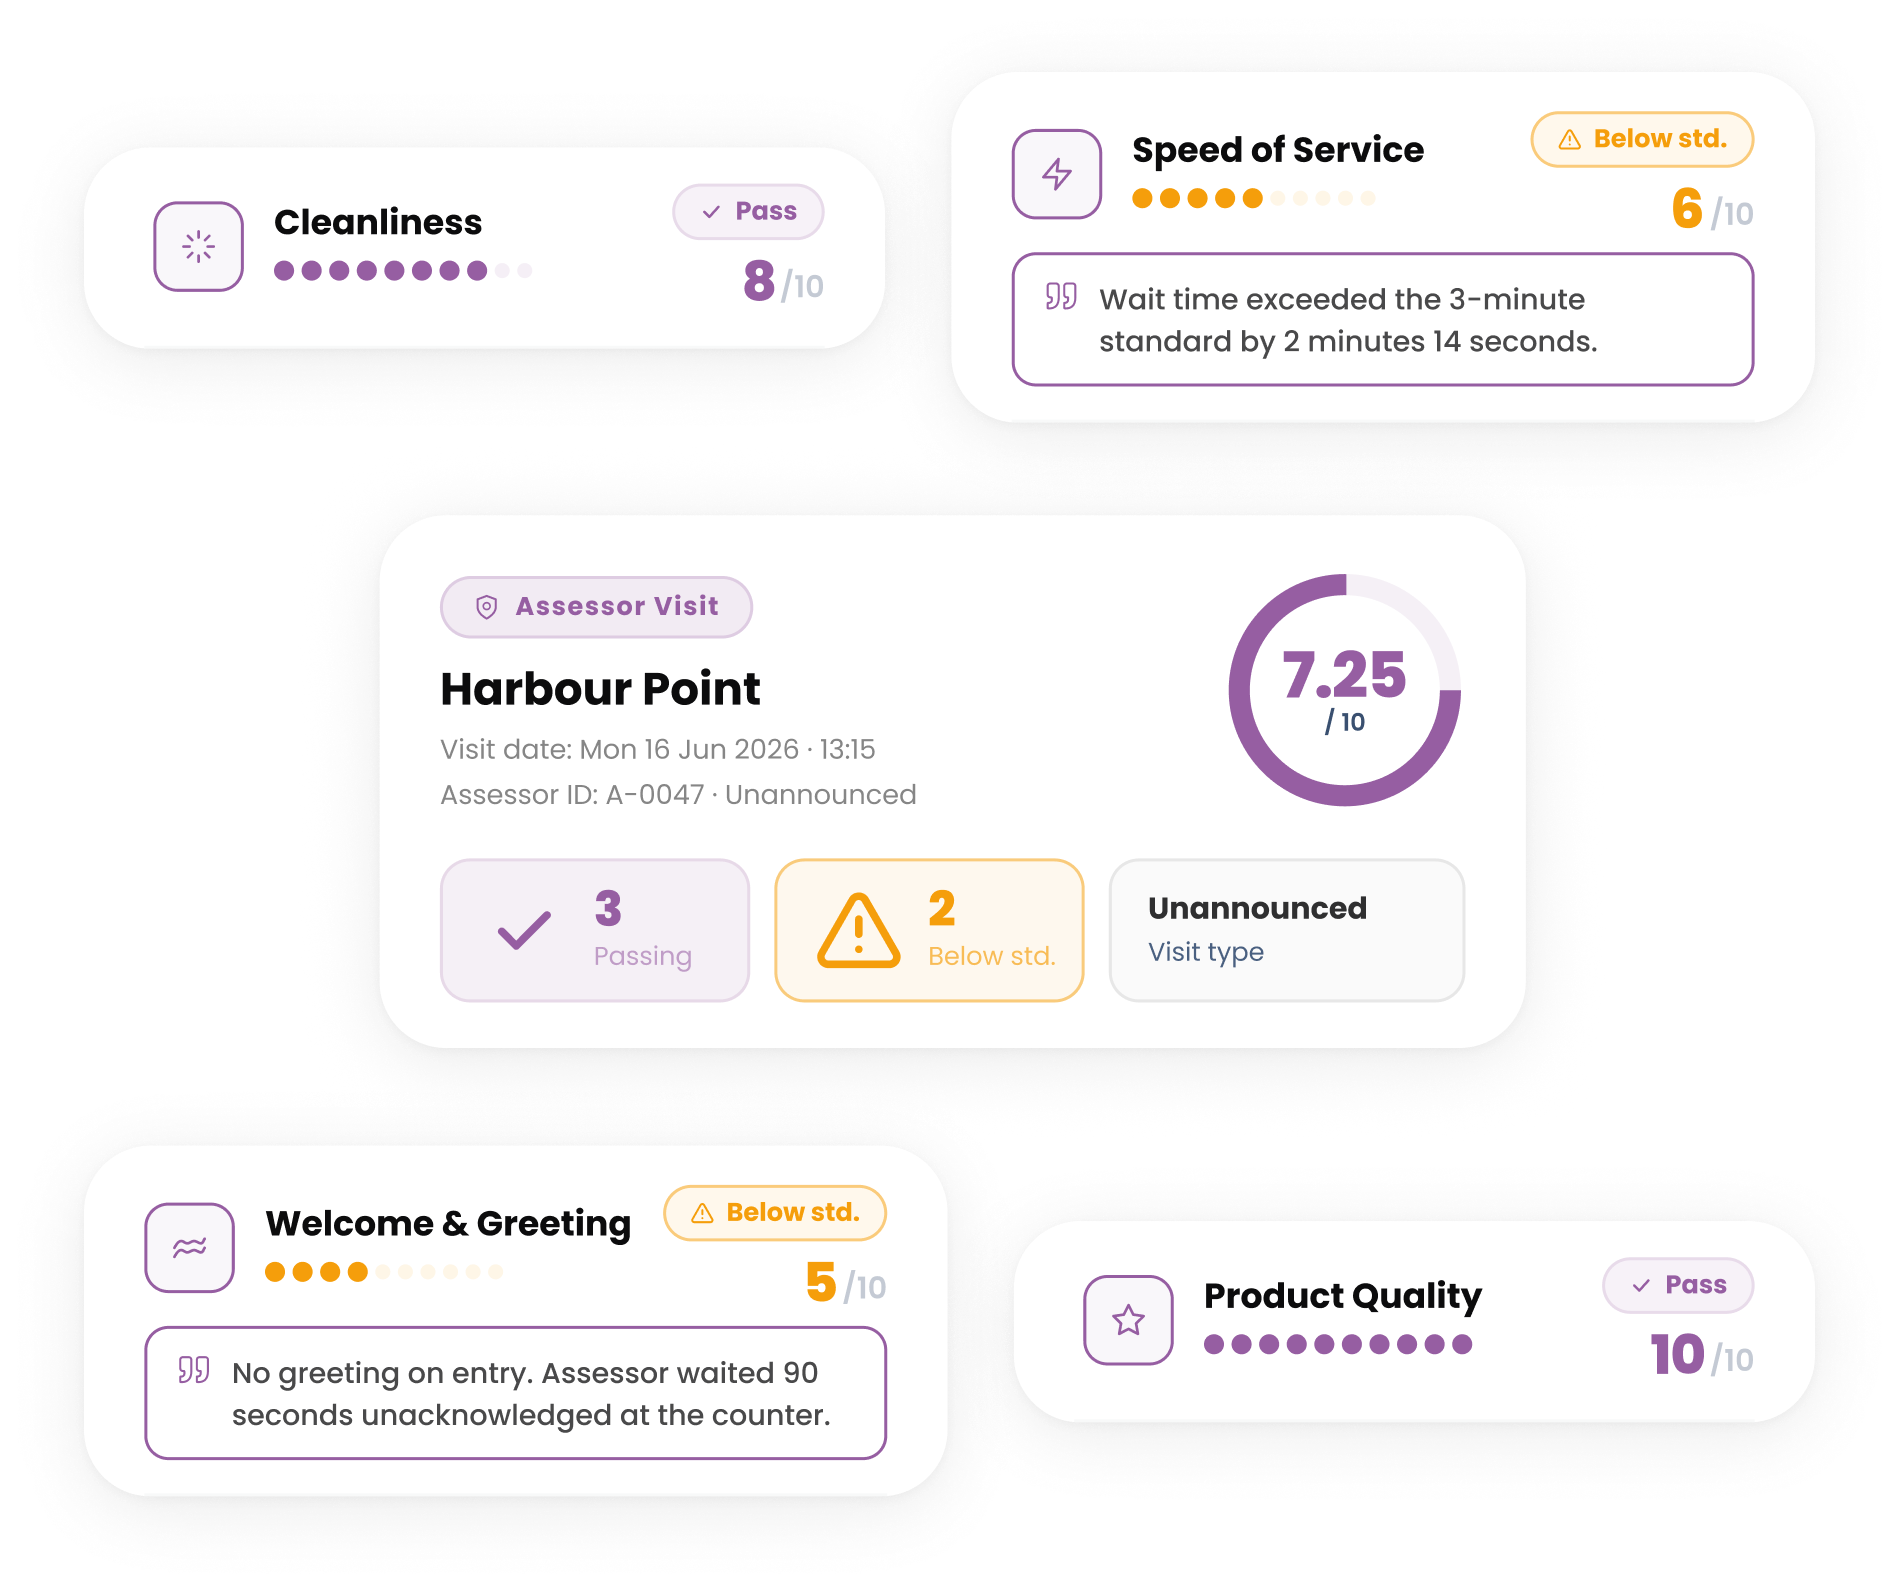 Cleanliness
Pass
8/10
Speed of Service
Below std.
6/10
Wait time exceeded the 3-minute
standard by 2 minutes 14 seconds.
Assessor Visit
Harbour Point
Visit date: Mon 16 Jun 2026 · 13:15
Assessor ID: A-0047 · Unannounced
7.25
/ 10
3
Passing
2
Below std.
Unannounced
Visit type
Welcome & Greeting
Below std.
5/10
No greeting on entry. Assessor waited 90
seconds unacknowledged at the counter.
Product Quality
Pass
10/10